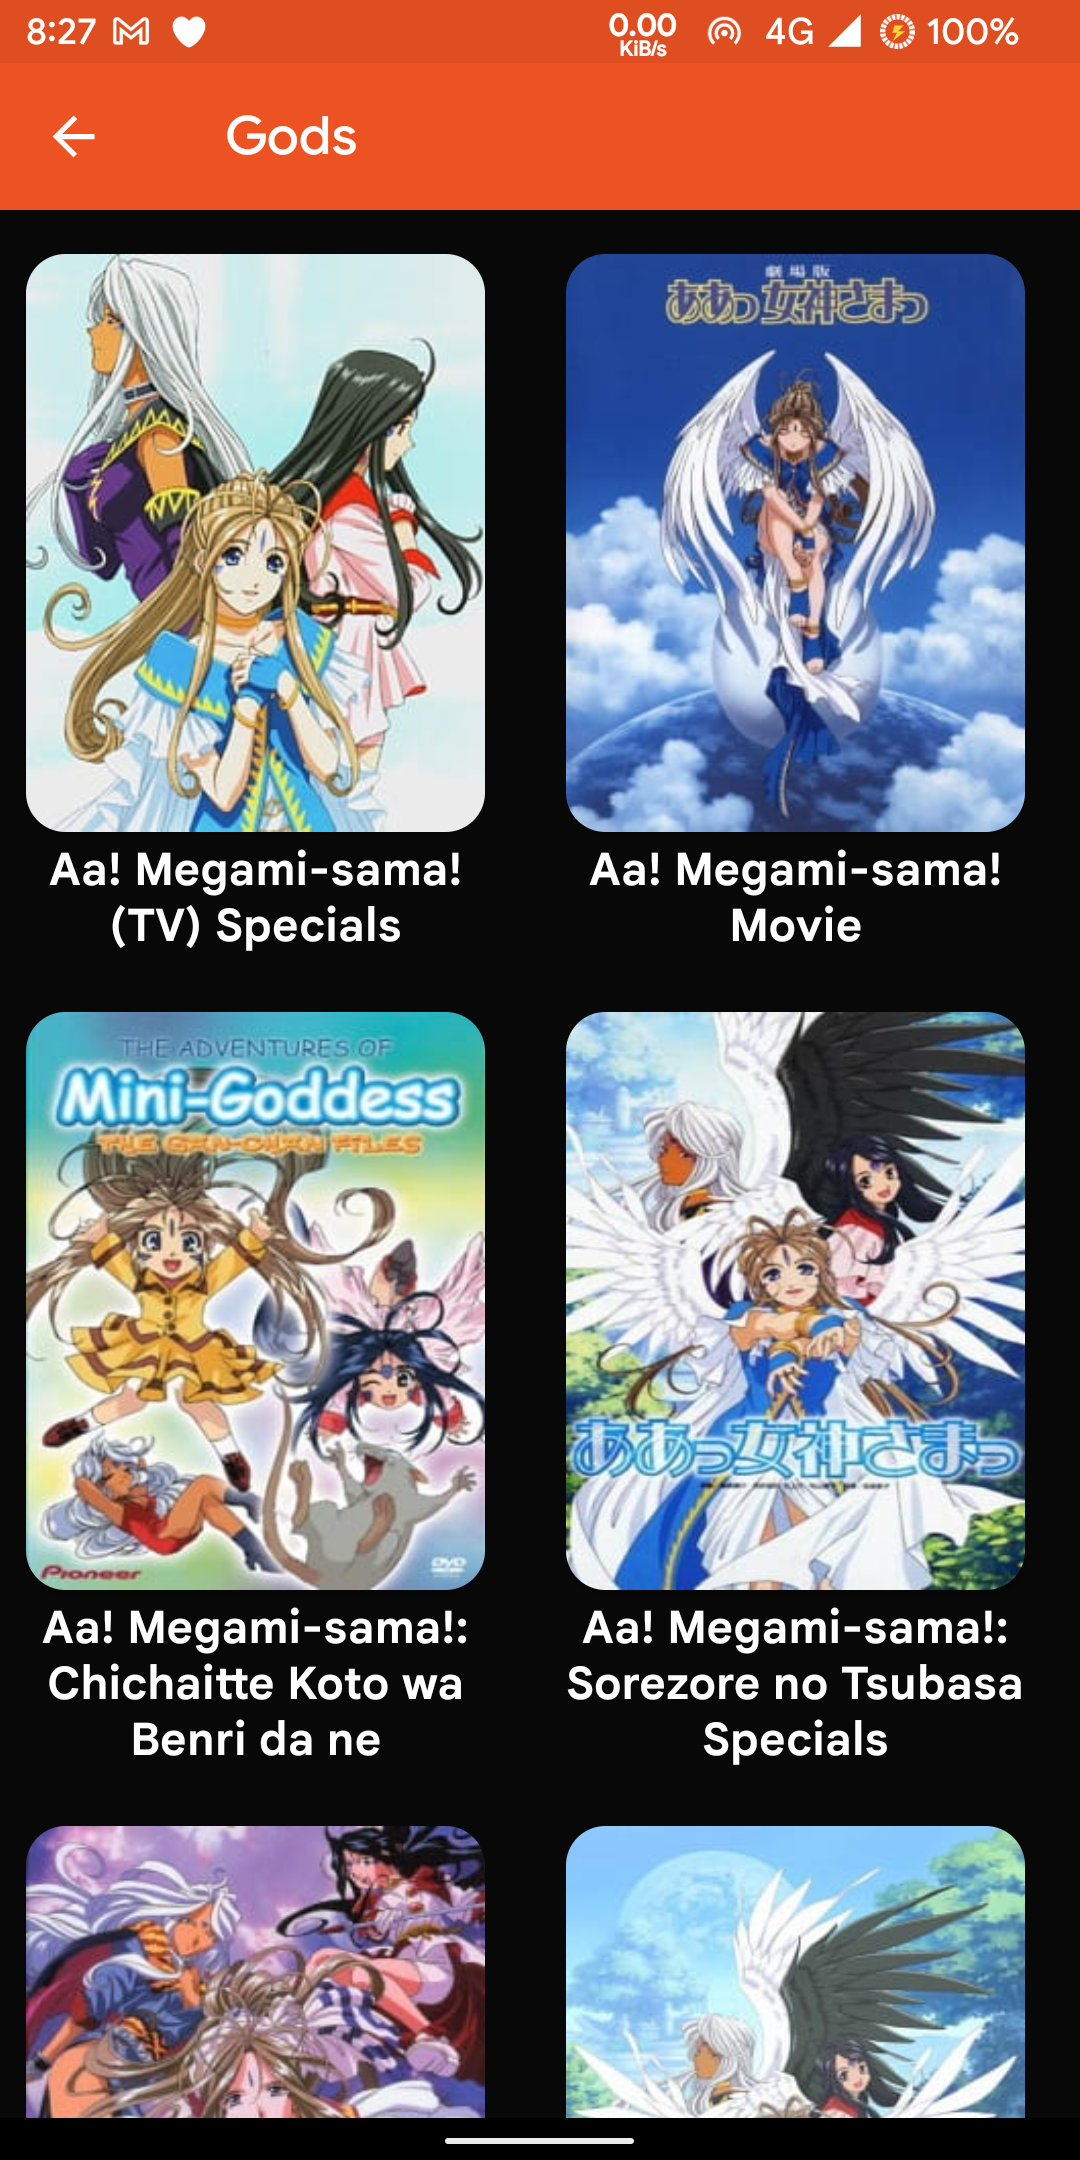 8:27
0.00
KiB/s
4G
100%
Gods
劇場版
ああっ女神さまっ
Aa! Megami-sama!
(TV) Specials
Aa! Megami-sama!
Movie
THE ADVENTURES OF
Mini-Goddess
THE GAN-CHAN FILES
Pioneer
DVD
ああっ女神さまっ
Aa! Megami-sama!:
Chichaitte Koto wa
Benri da ne
Aa! Megami-sama!:
Sorezore no Tsubasa
Specials